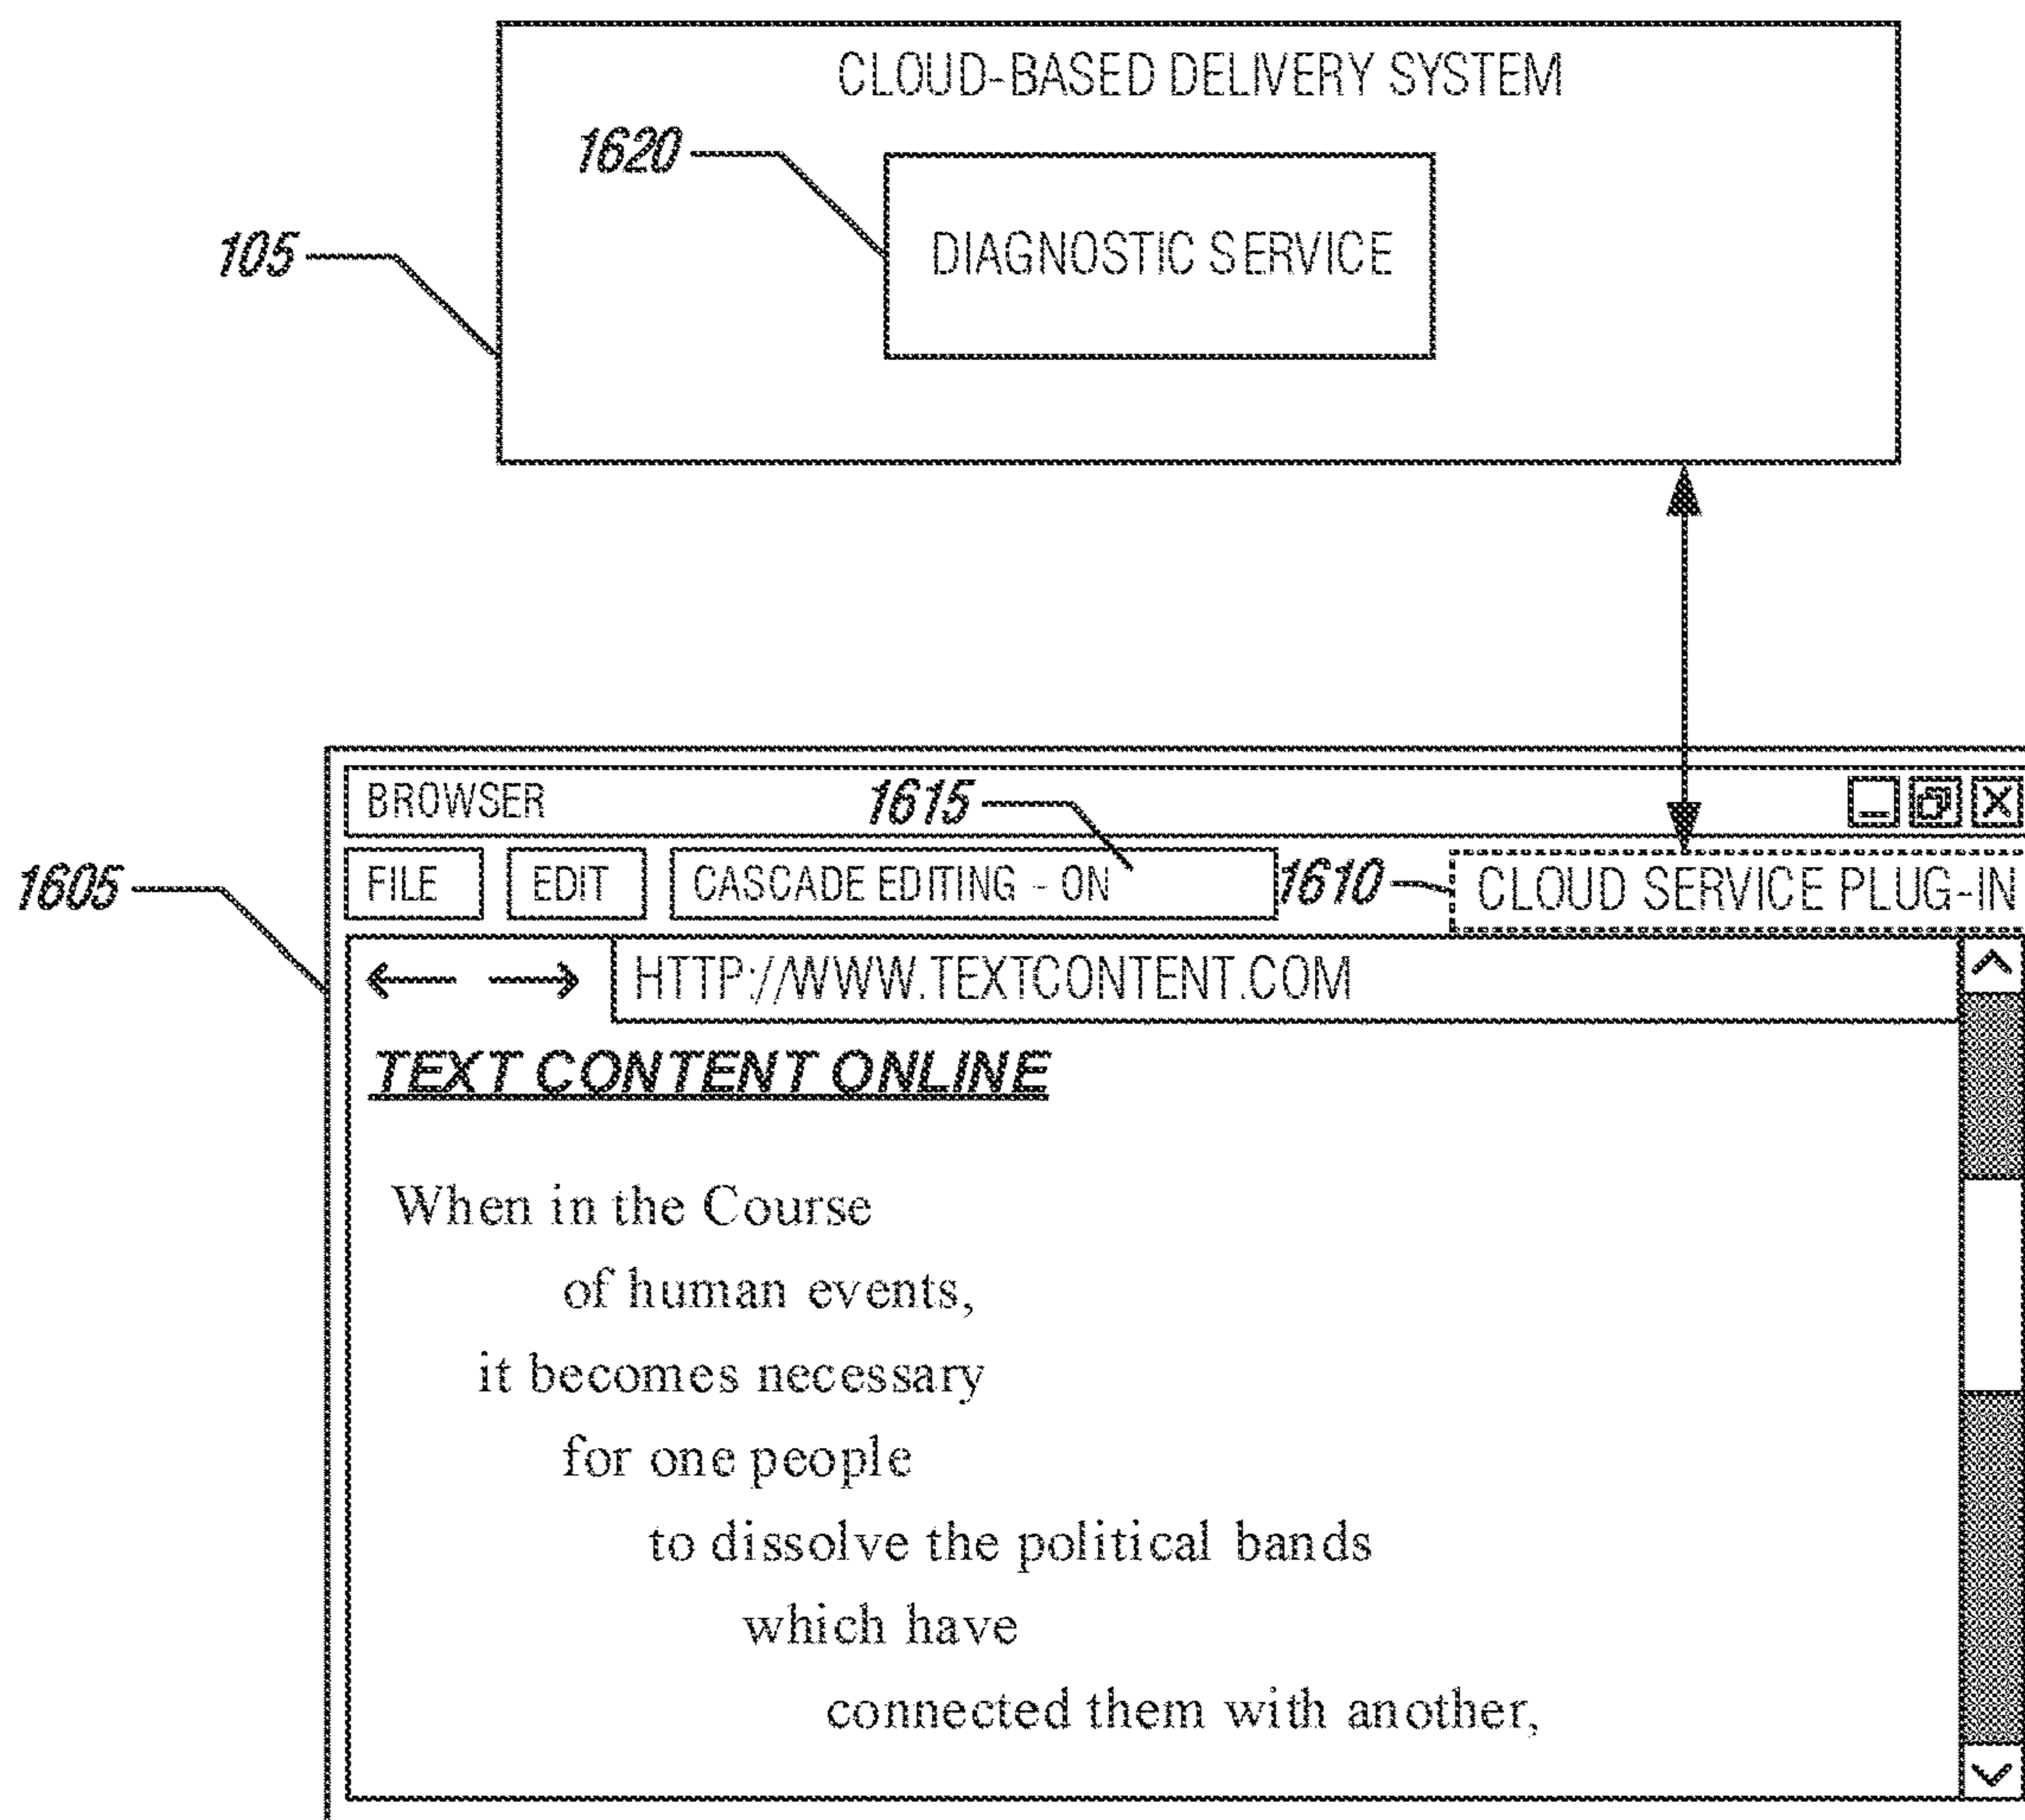 CLOUD-BASED DELIVERY SYSTEM
1620
DIAGNOSTIC SERVICE
105
BROWSER
1615
1605
FILE
EDIT
CASCADE EDITING - ON
1610
CLOUD SERVICE PLUG-IN
HTTP://WWW.TEXTCONTENT.COM
TEXT CONTENT ONLINE
When in the Course
of human events,
it becomes necessary
for one people
to dissolve the political bands
which have
connected them with another,